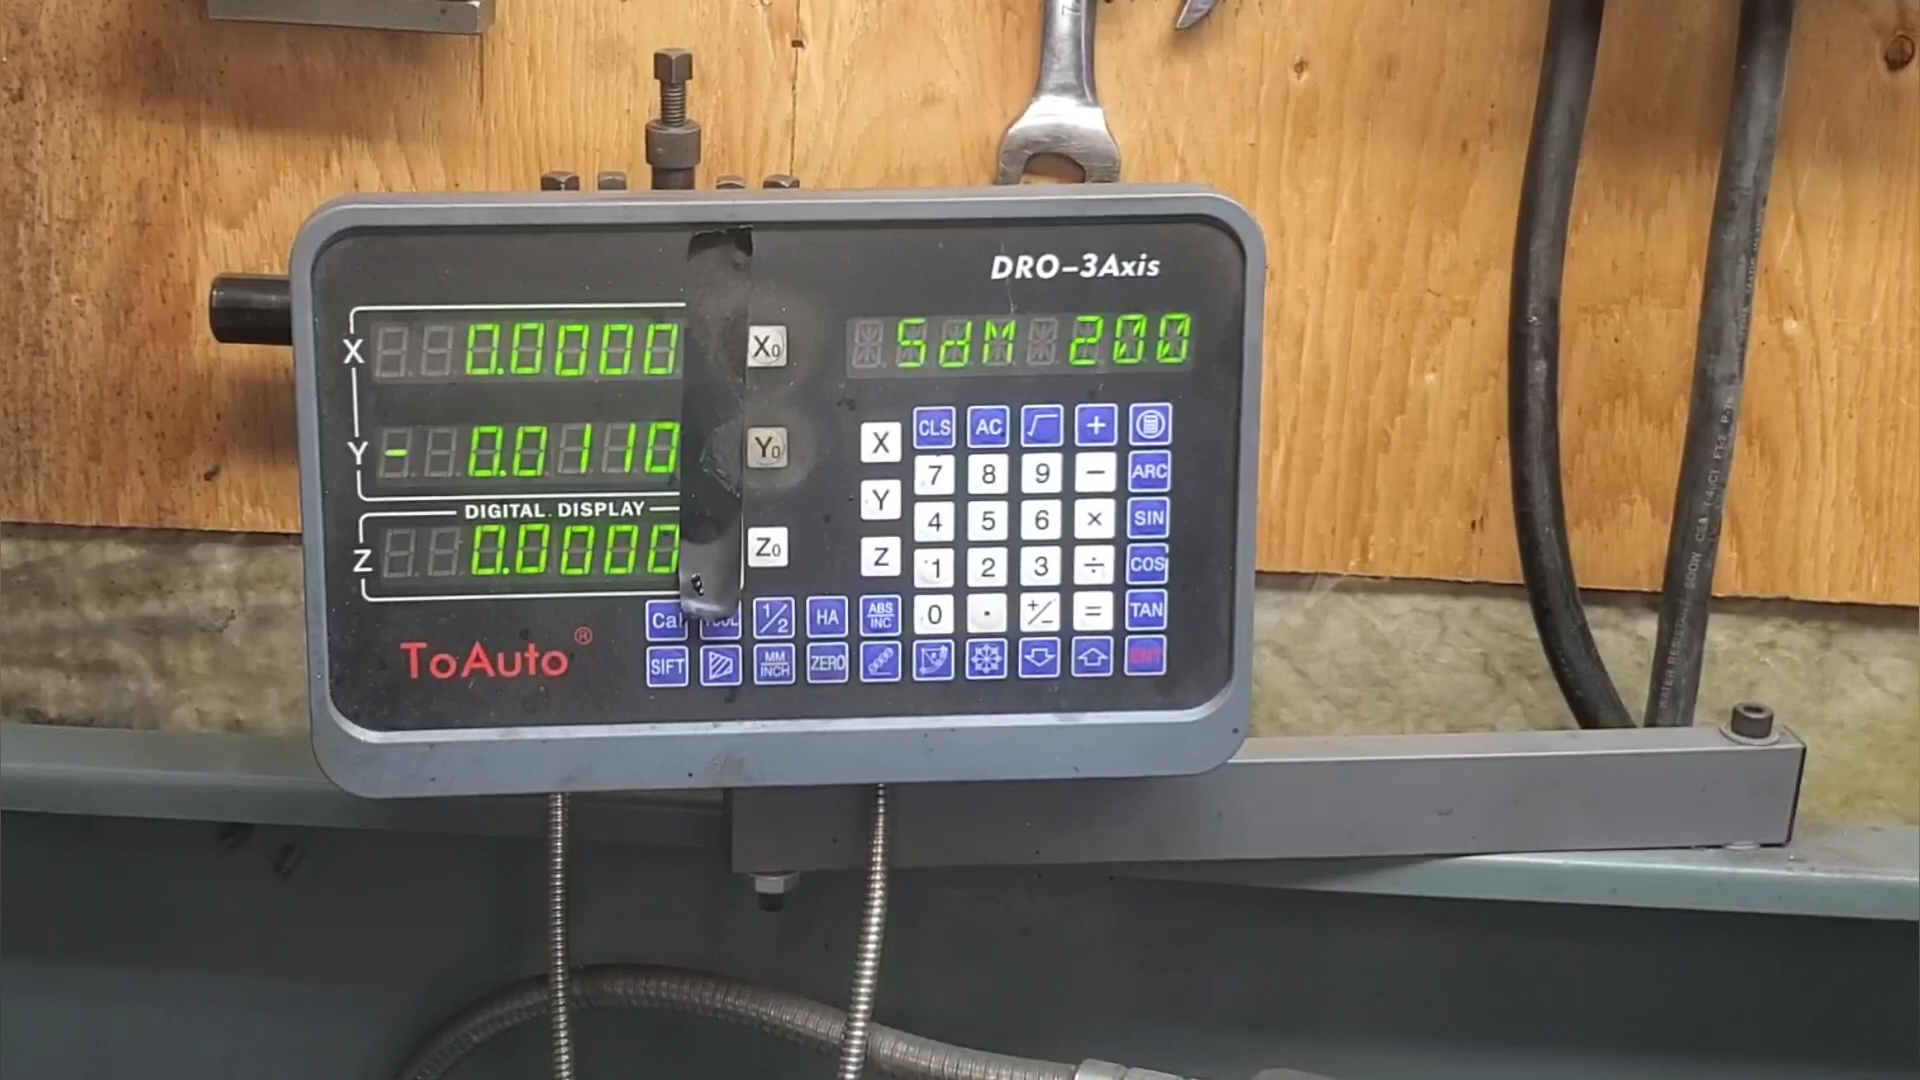 DRO-3Axis
X 0.0000 X0 SdM 200
Y - 0.0110 Y0
DIGITAL DISPLAY
Z 0.0000 Z0
X CLS AC √ +
7 8 9 − ARC
Y 4 5 6 × SIN
Z 1 2 3 ÷ COS
Cal 1/2 HA ABS/INC 0 . +/− = TAN
ToAuto®
SIFT MM/INCH ZERO ENT